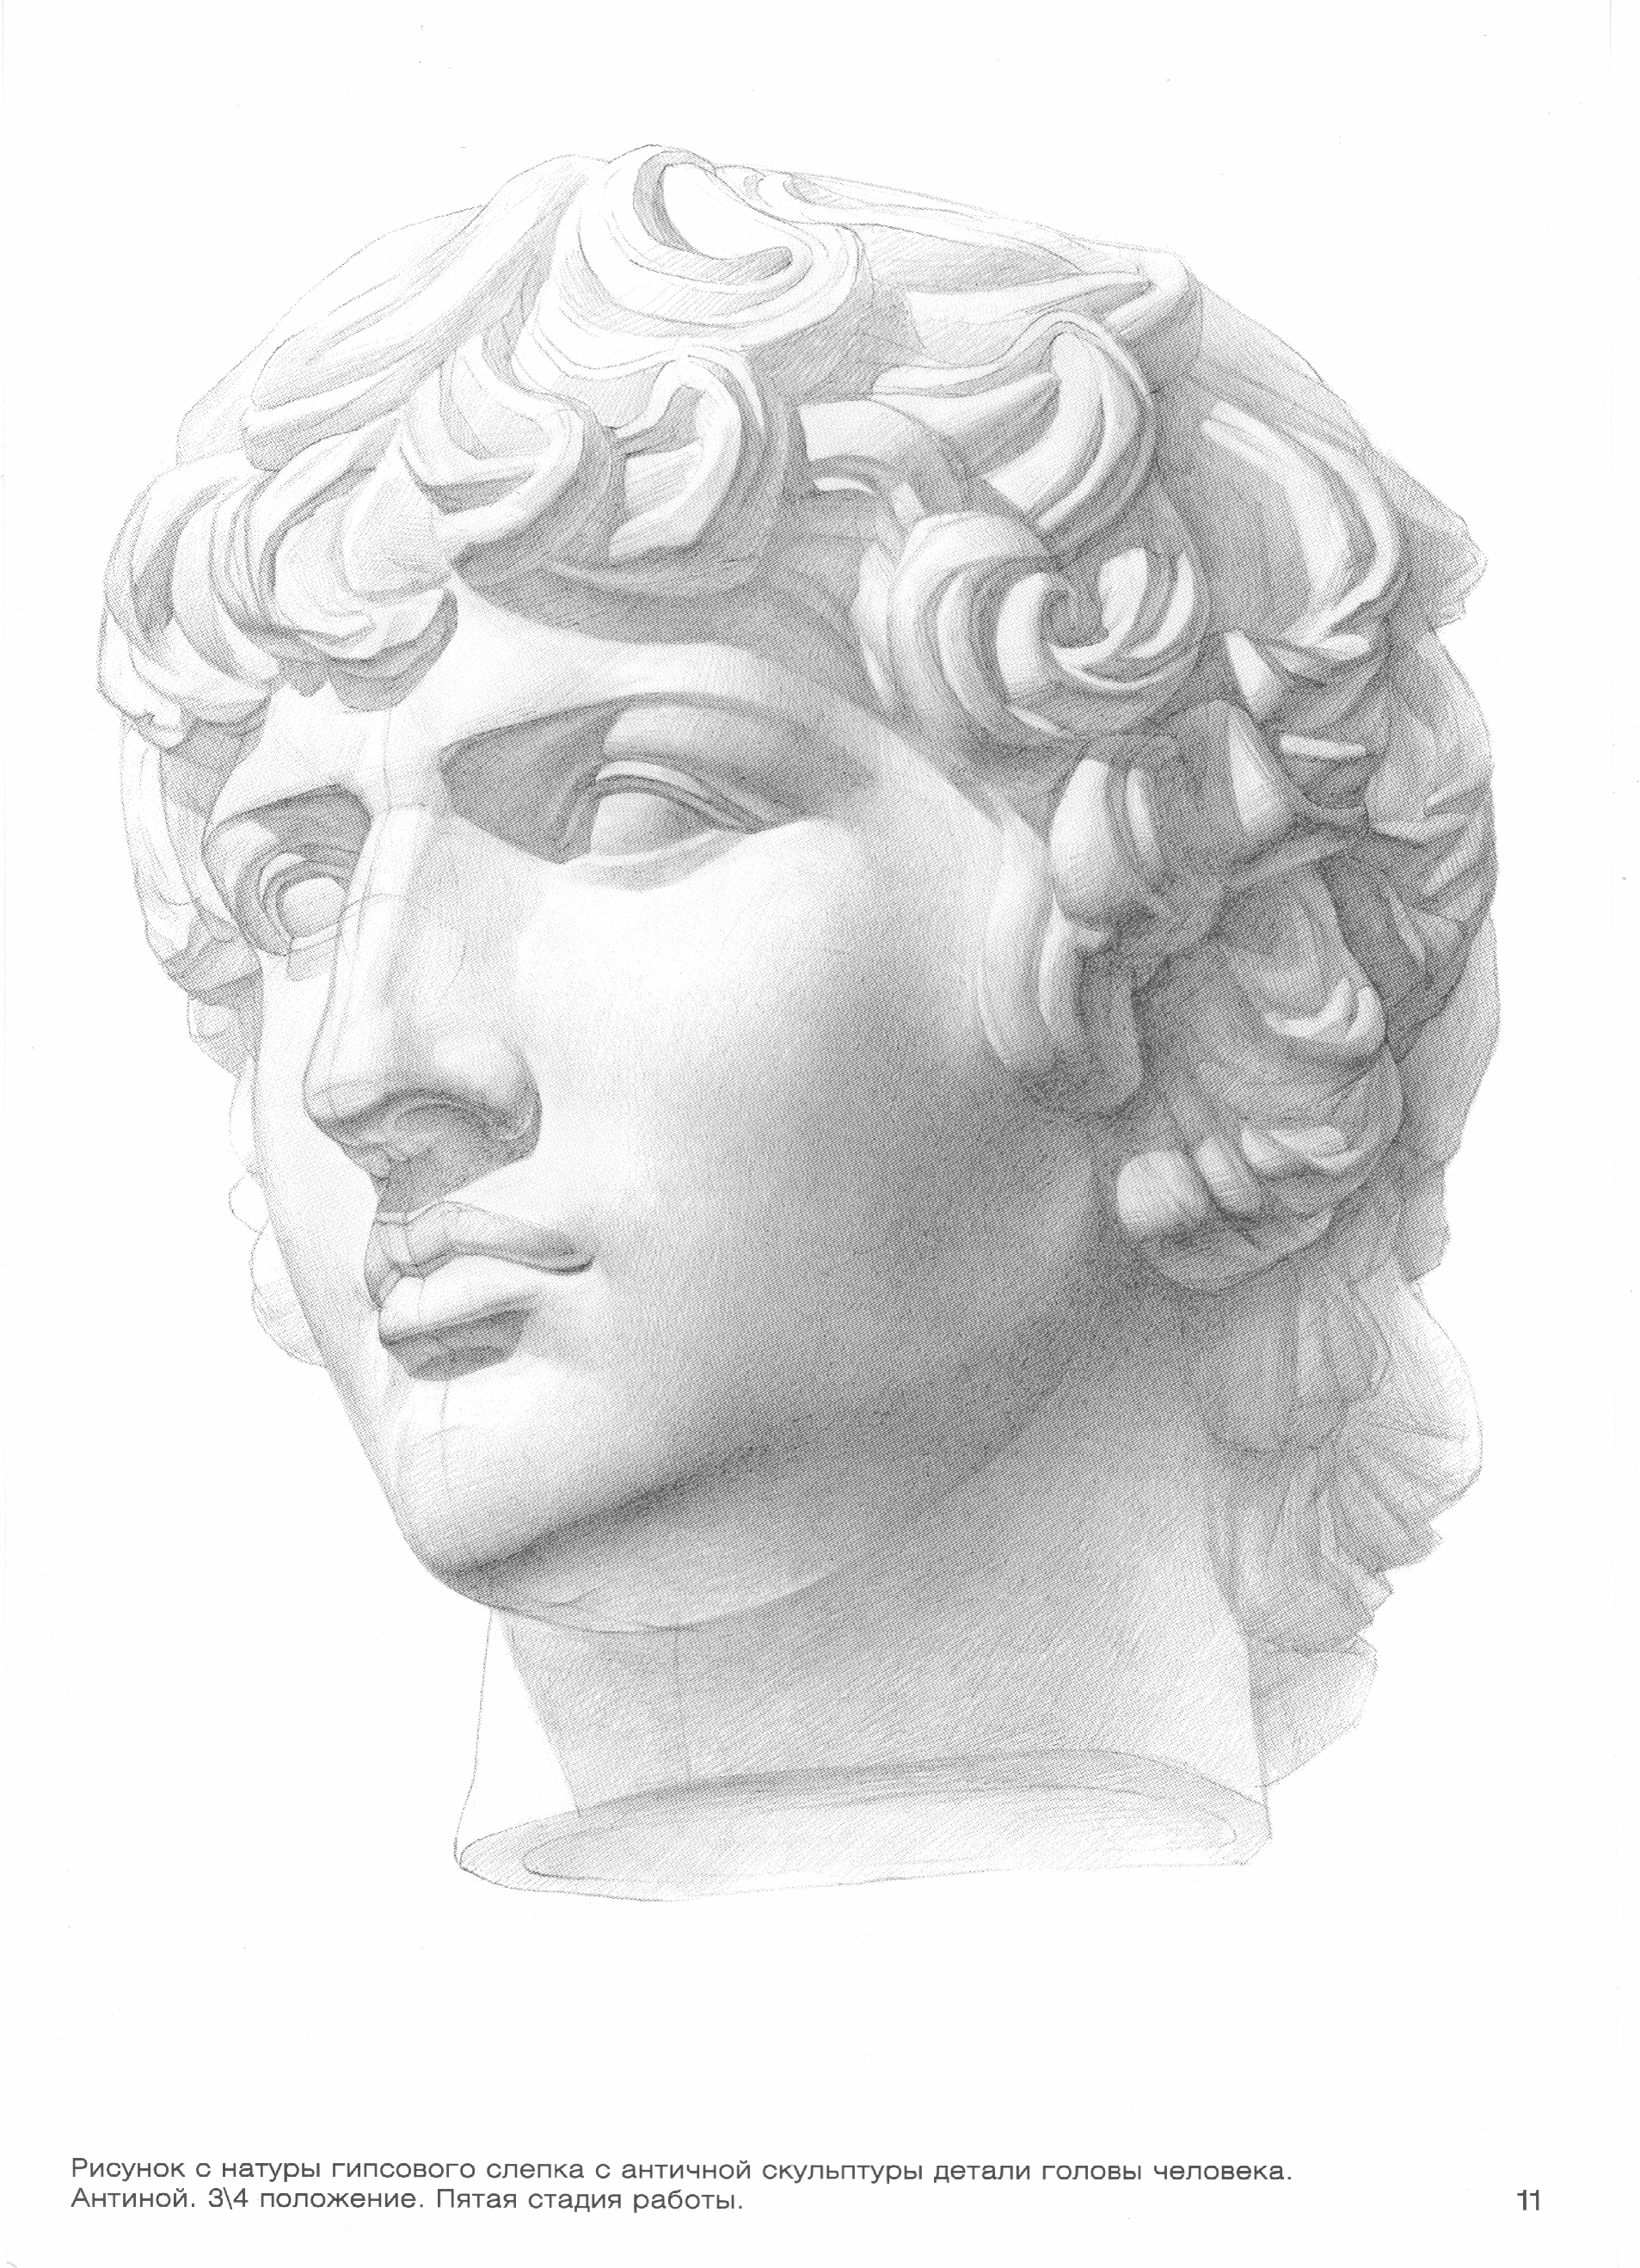 Рисунок с натуры гипсового слепка с античной скульптуры детали головы человека.
Антиной. 3\4 положение. Пятая стадия работы.
11